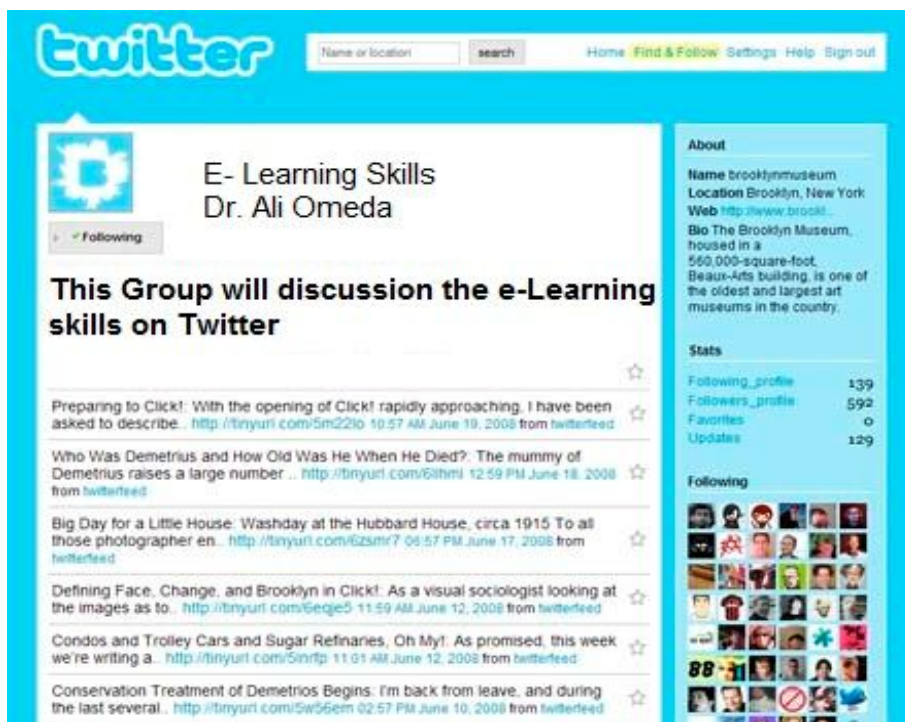 twitter
Name or location search Home Find & Follow Settings Help Sign out
E- Learning Skills
Dr. Ali Omeda
Following
This Group will discussion the e-Learning
skills on Twitter
Preparing to Click!: With the opening of Click! rapidly approaching, I have been
asked to describe.. http://tinyurl.com/5m22lo 10:57 AM June 19, 2008 from twitterfeed
Who Was Demetrius and How Old Was He When He Died?: The mummy of
Demetrius raises a large number .. 12:59 PM June 18, 2008
from twitterfeed
Big Day for a Little House: Washday at the Hubbard House, circa 1915 To all
those photographer en.. http://tinyurl.com/6zsmr7 06:57 PM June 17, 2008 from
twitterfeed
Defining Face, Change, and Brooklyn in Click!: As a visual sociologist looking at
the images as to.. http://tinyurl.com/6eqje5 11:59 AM June 12, 2008 from twitterfeed
Condos and Trolley Cars and Sugar Refinaries, Oh My!: As promised, this week
we're writing a.. 11:01 AM June 12, 2008 from twitterfeed
Conservation Treatment of Demetrios Begins: I'm back from leave, and during
the last several.. http://tinyurl.com/5w56em 02:57 PM June 10, 2008 from twitterfeed
About
Name brooklynmuseum
Location Brooklyn, New York
Web http://www.brookl...
Bio The Brooklyn Museum,
housed in a
560,000-square-foot,
Beaux-Arts building, is one of
the oldest and largest art
museums in the country.
Stats
Following_profile 139
Followers_profile 592
Favorites 0
Updates 129
Following
88